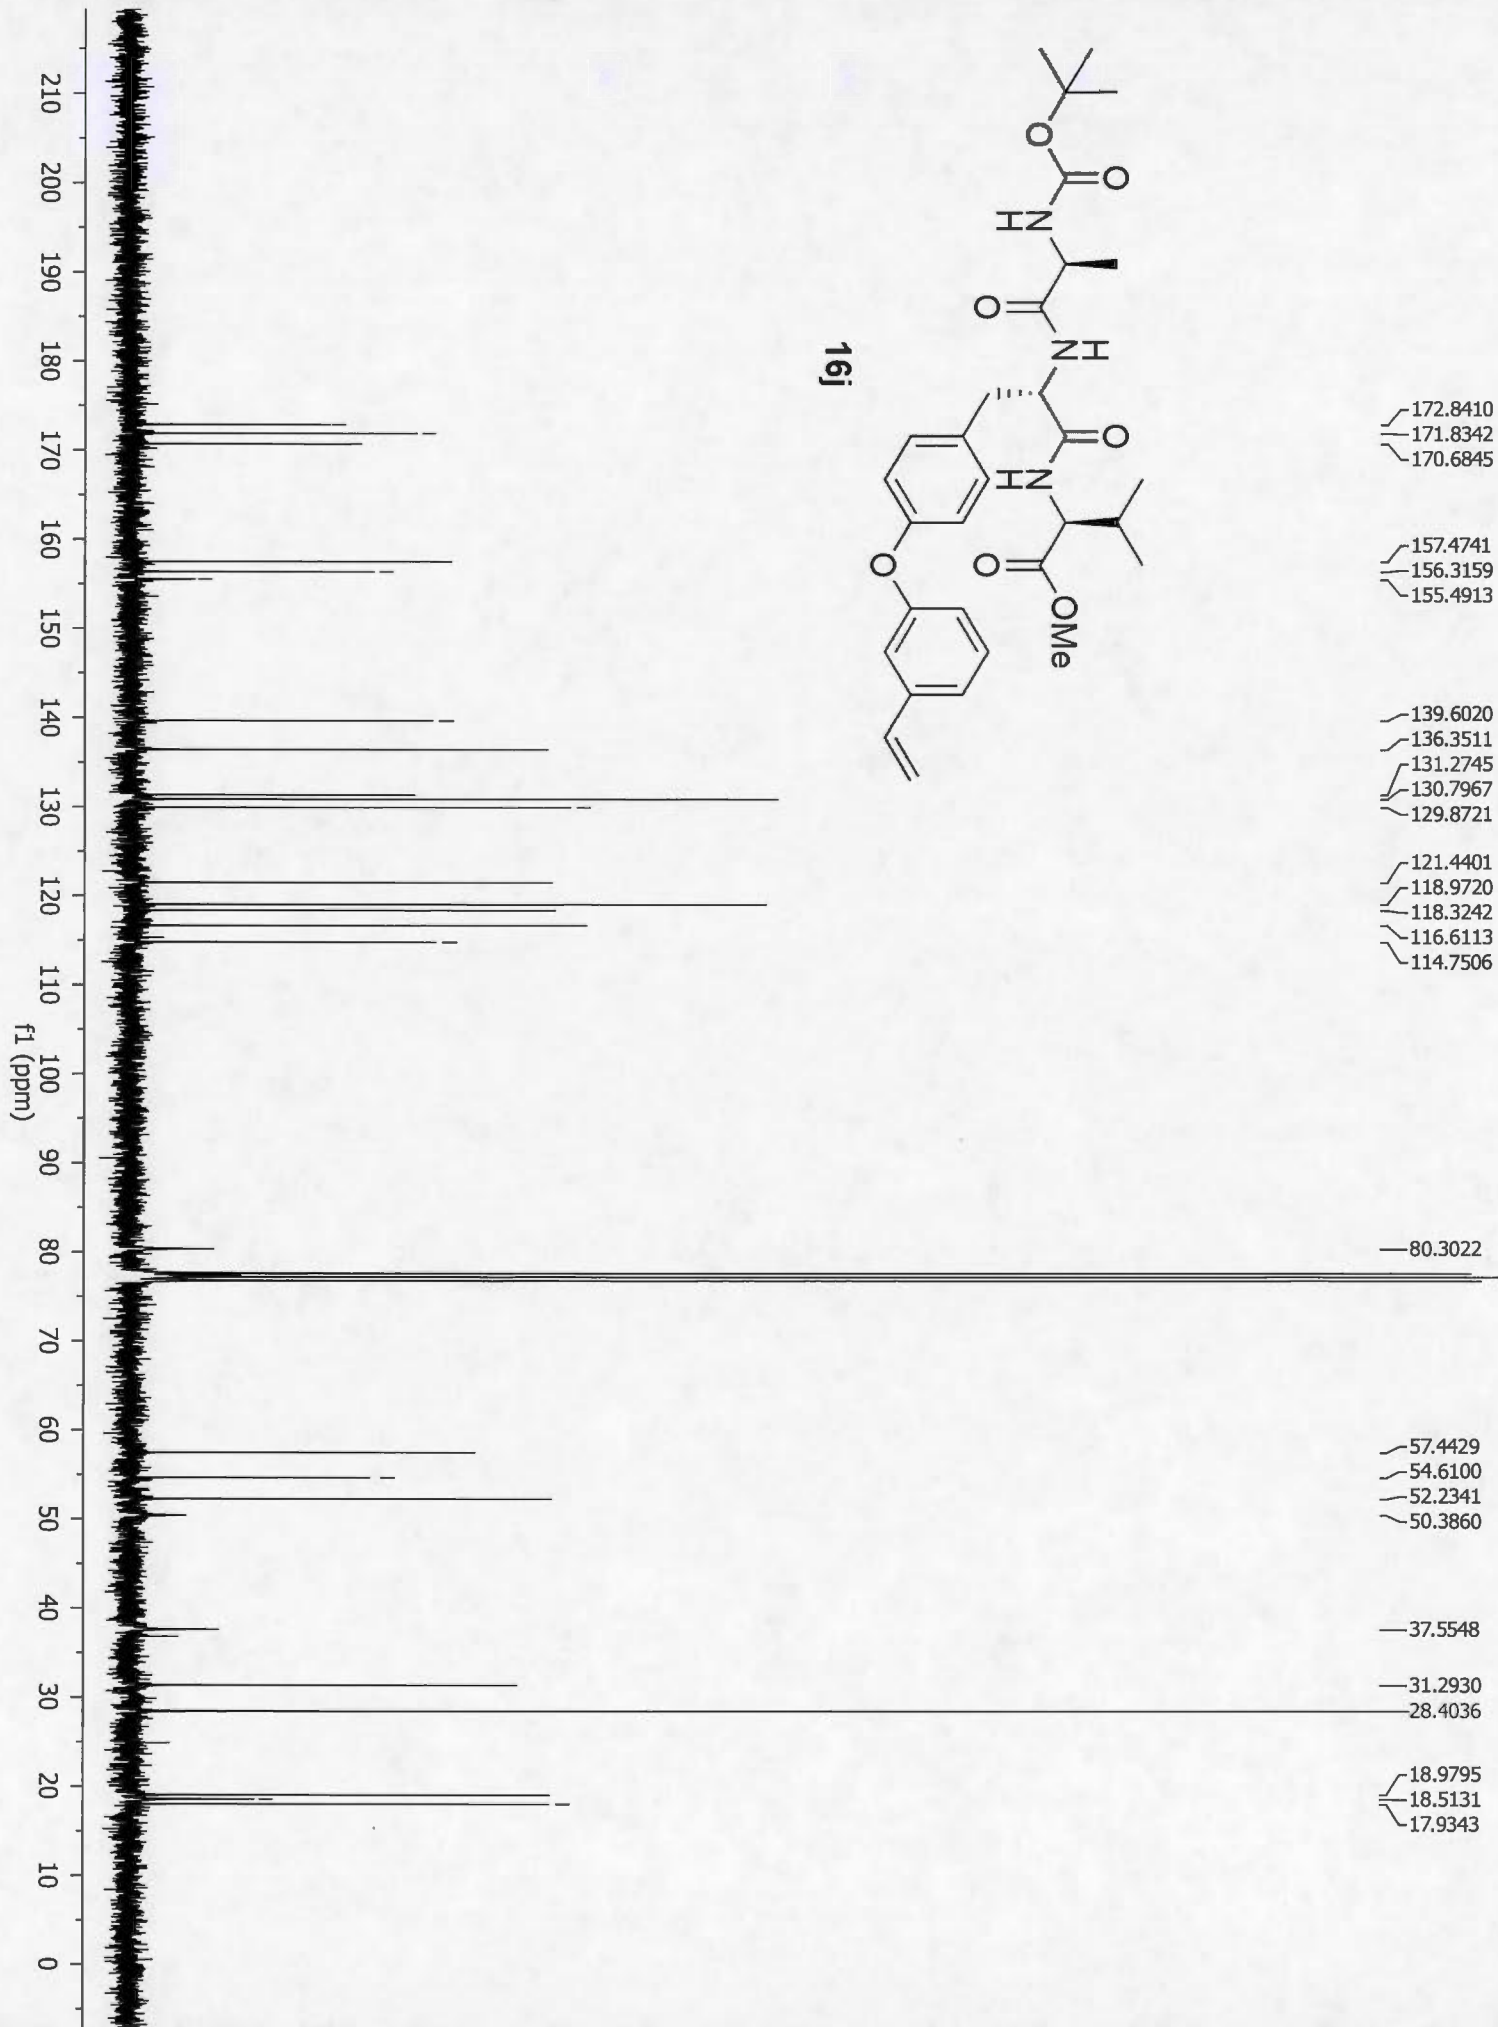 172.8410
171.8342
170.6845
157.4741
156.3159
155.4913
139.6020
136.3511
131.2745
130.7967
129.8721
121.4401
118.9720
118.3242
116.6113
114.7506
80.3022
57.4429
54.6100
52.2341
50.3860
37.5548
31.2930
28.4036
18.9795
18.5131
17.9343
O
O
N
H
O
H
N
O
N
H
O
OMe
O
16j
210 200 190 180 170 160 150 140 130 120 110 100 90 80 70 60 50 40 30 20 10 0
f1 (ppm)